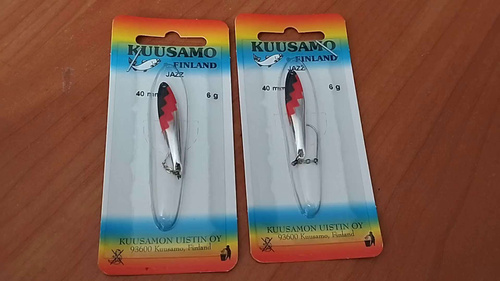 KUUSAMO
FINLAND
JAZZ
40 mm 6 g
KUUSAMON UISTIN OY
93600 Kuusamo, Finland
KUUSAMO
FINLAND
JAZZ
40 mm 6 g
KUUSAMON UISTIN OY
93600 Kuusamo, Finland